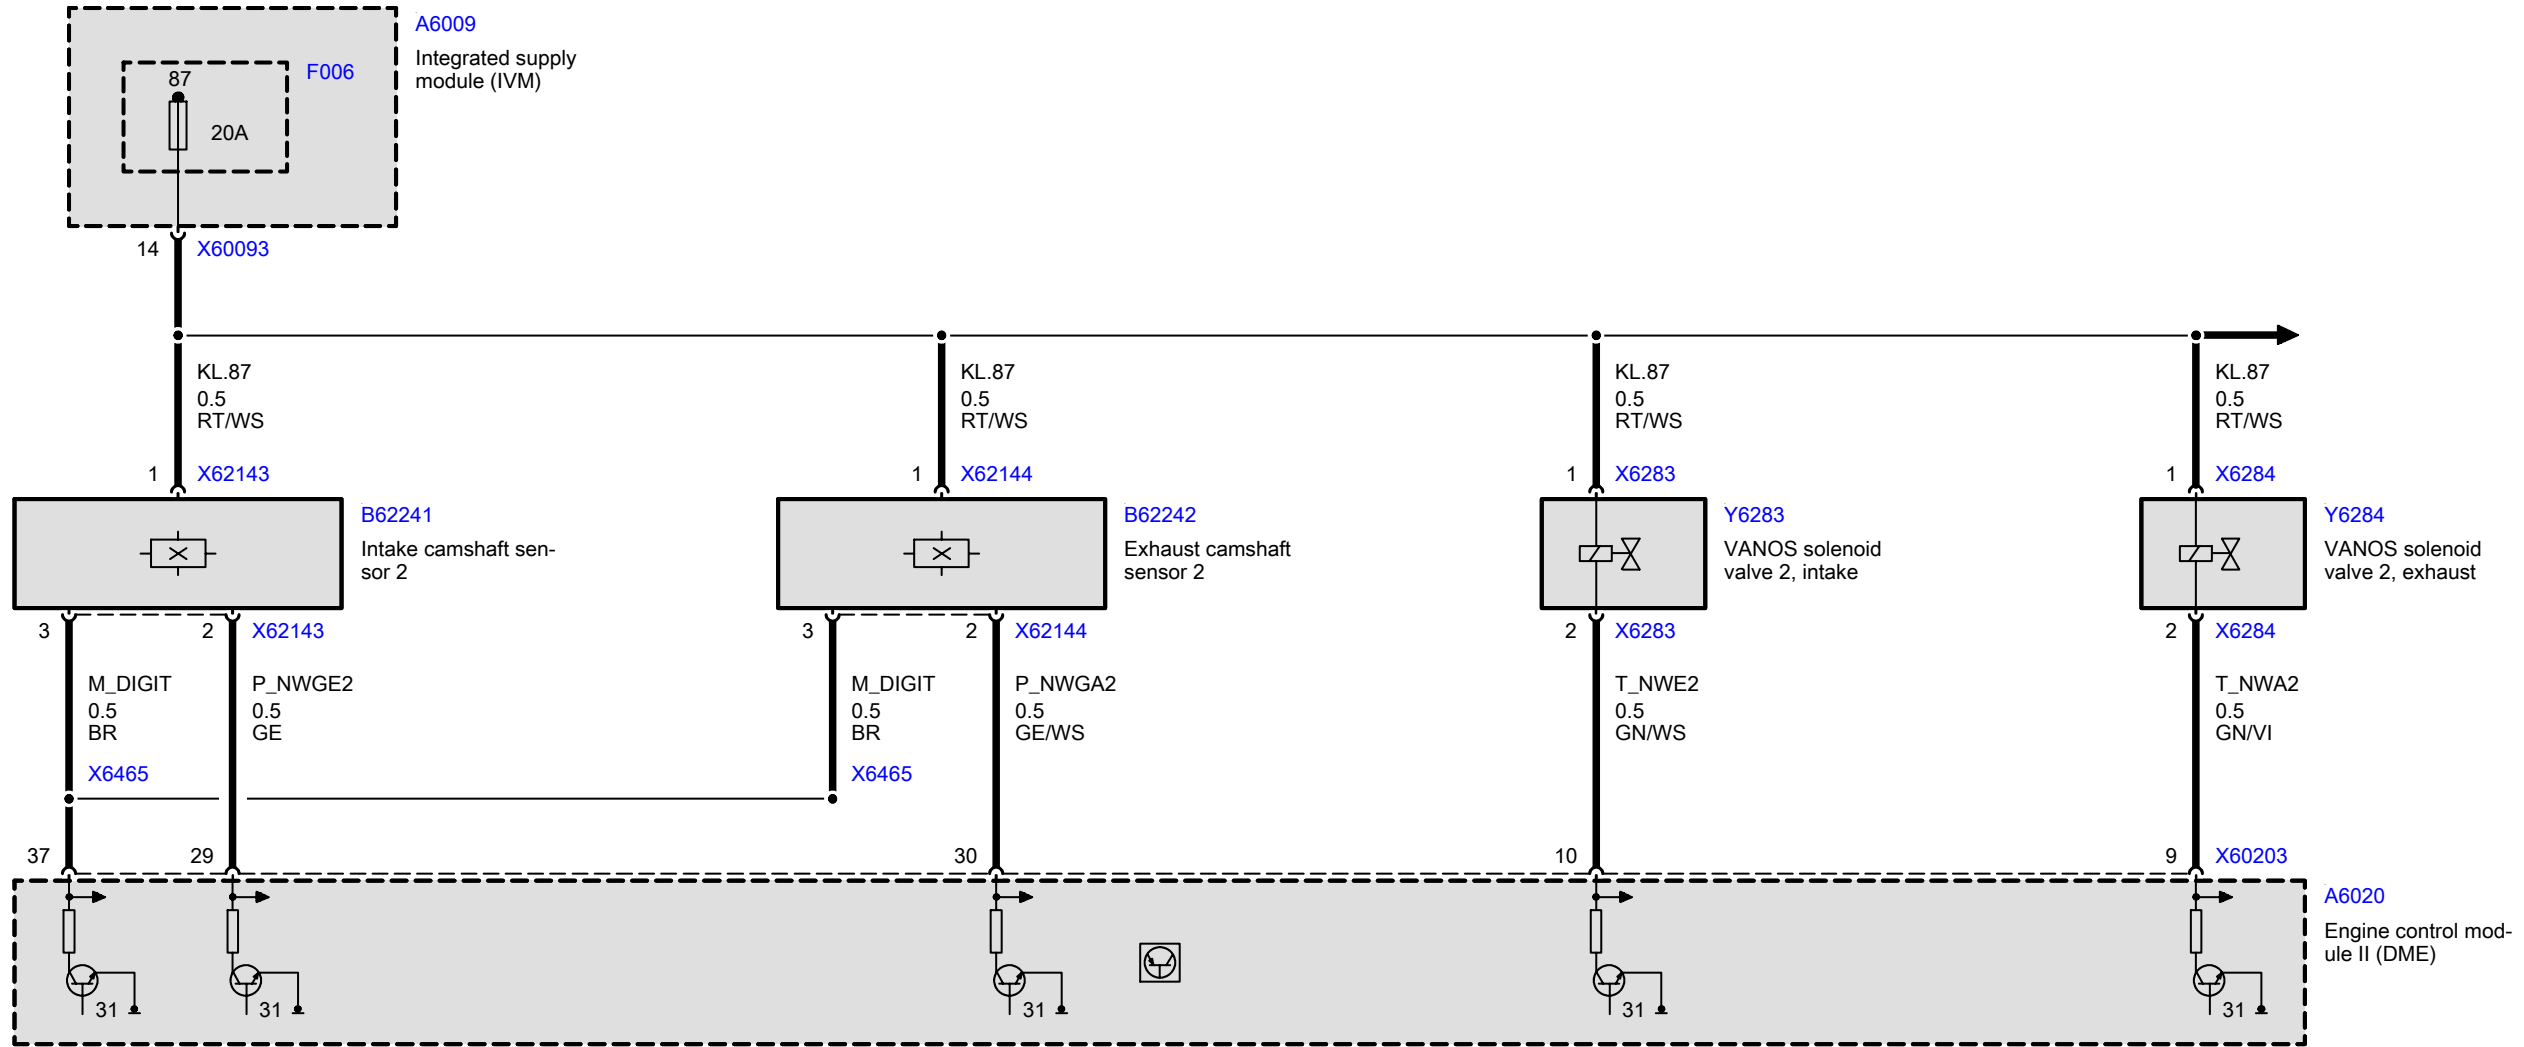 A6009
Integrated supply
module (IVM)
F006
87
20A
14 X60093
KL.87
0.5
RT/WS
KL.87
0.5
RT/WS
KL.87
0.5
RT/WS
KL.87
0.5
RT/WS
1 X62143
1 X62144
1 X6283
1 X6284
B62241
Intake camshaft sen-
sor 2
B62242
Exhaust camshaft
sensor 2
Y6283
VANOS solenoid
valve 2, intake
Y6284
VANOS solenoid
valve 2, exhaust
3
2 X62143
3
2 X62144
2 X6283
2 X6284
M_DIGIT
0.5
BR
X6465
P_NWGE2
0.5
GE
M_DIGIT
0.5
BR
X6465
P_NWGA2
0.5
GE/WS
T_NWE2
0.5
GN/WS
T_NWA2
0.5
GN/VI
37
29
30
10
9 X60203
A6020
Engine control mod-
ule II (DME)
31
31
31
31
31